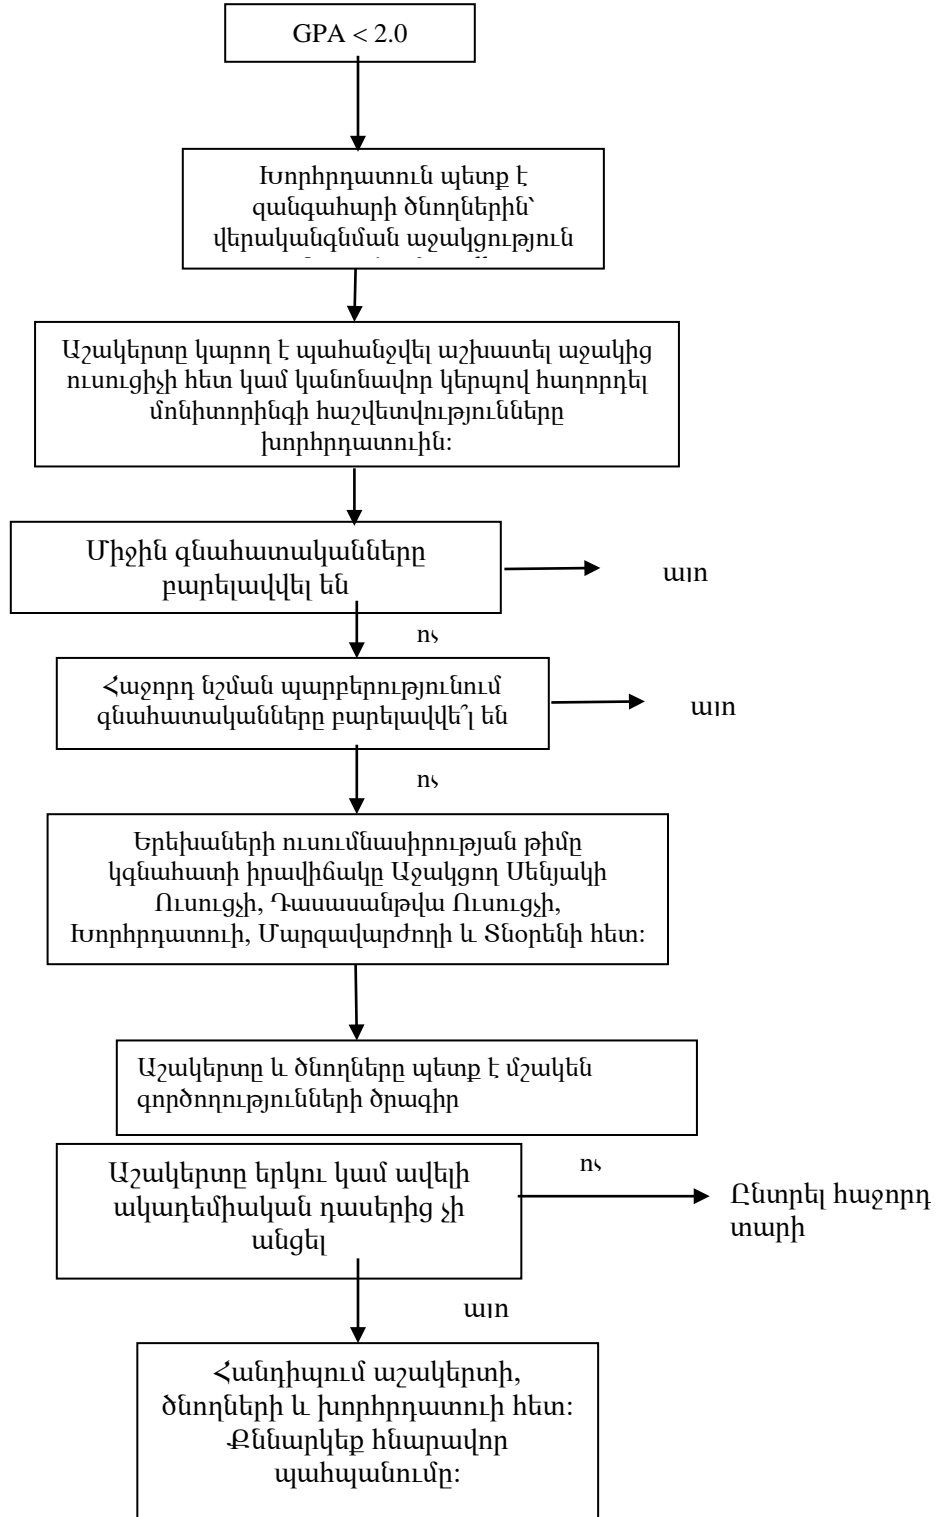 GPA < 2.0
Խորհրդատուն պետք է
զանգահարի ծնողներին՝
վերականգնման աջակցություն
Աշակերտը կարող է պահանջվել աշխատել աջակից
ուսուցիչի հետ կամ կանոնավոր կերպով հաղորդել
մոնիտորինգի հաշվետվությունները
խորհրդատուին:
Միջին գնահատականները
բարելավվել են
այո
ոչ
Հաջորդ նշման պարբերությունում
գնահատականները բարելավվե՞լ են
այո
ոչ
Երեխաների ուսումնասիրության թիմը
կգնահատի իրավիճակը Աջակցող Սենյակի
Ուսուցչի, Դասասանթվա Ուսուցչի,
Խորհրդատուի, Մարզավարժողի և Տնօրենի հետ:
Աշակերտը և ծնողները պետք է մշակեն
գործողությունների ծրագիր
Աշակերտը երկու կամ ավելի
ակադեմիական դասերից չի
անցել
ոչ
Ընտրել հաջորդ
տարի
այո
Հանդիպում աշակերտի,
ծնողների և խորհրդատուի հետ:
Քննարկեք հնարավոր
պահպանումը: